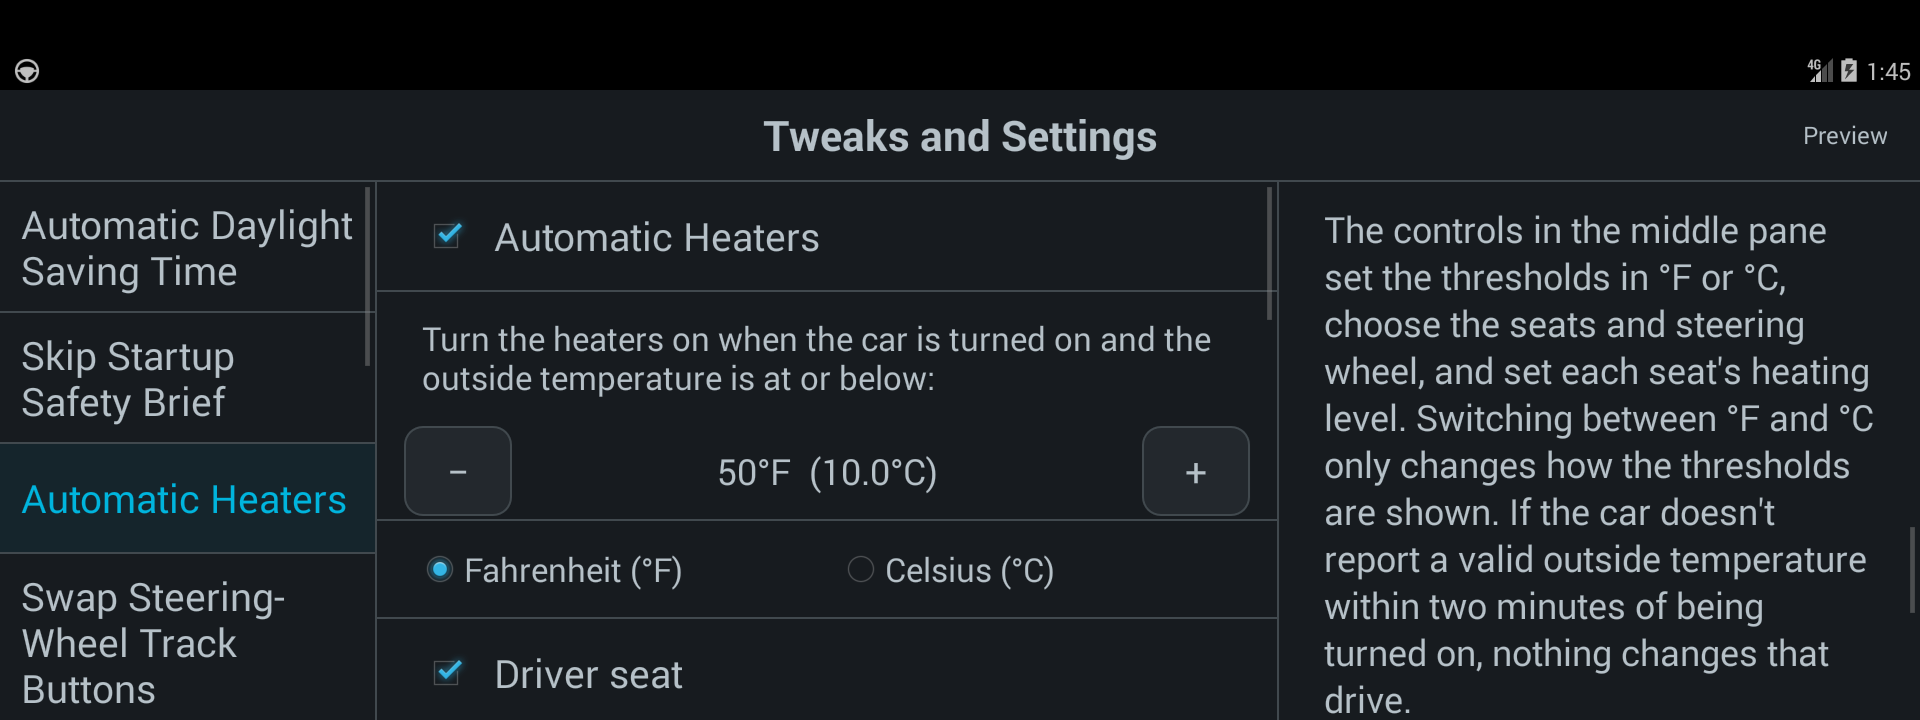 4G
1:45
Tweaks and Settings
Preview
Automatic Daylight
Saving Time
Skip Startup
Safety Brief
Automatic Heaters
Swap Steering-
Wheel Track
Buttons
Automatic Heaters
Turn the heaters on when the car is turned on and the
outside temperature is at or below:
− 50°F (10.0°C) +
Fahrenheit (°F) Celsius (°C)
Driver seat
The controls in the middle pane
set the thresholds in °F or °C,
choose the seats and steering
wheel, and set each seat's heating
level. Switching between °F and °C
only changes how the thresholds
are shown. If the car doesn't
report a valid outside temperature
within two minutes of being
turned on, nothing changes that
drive.